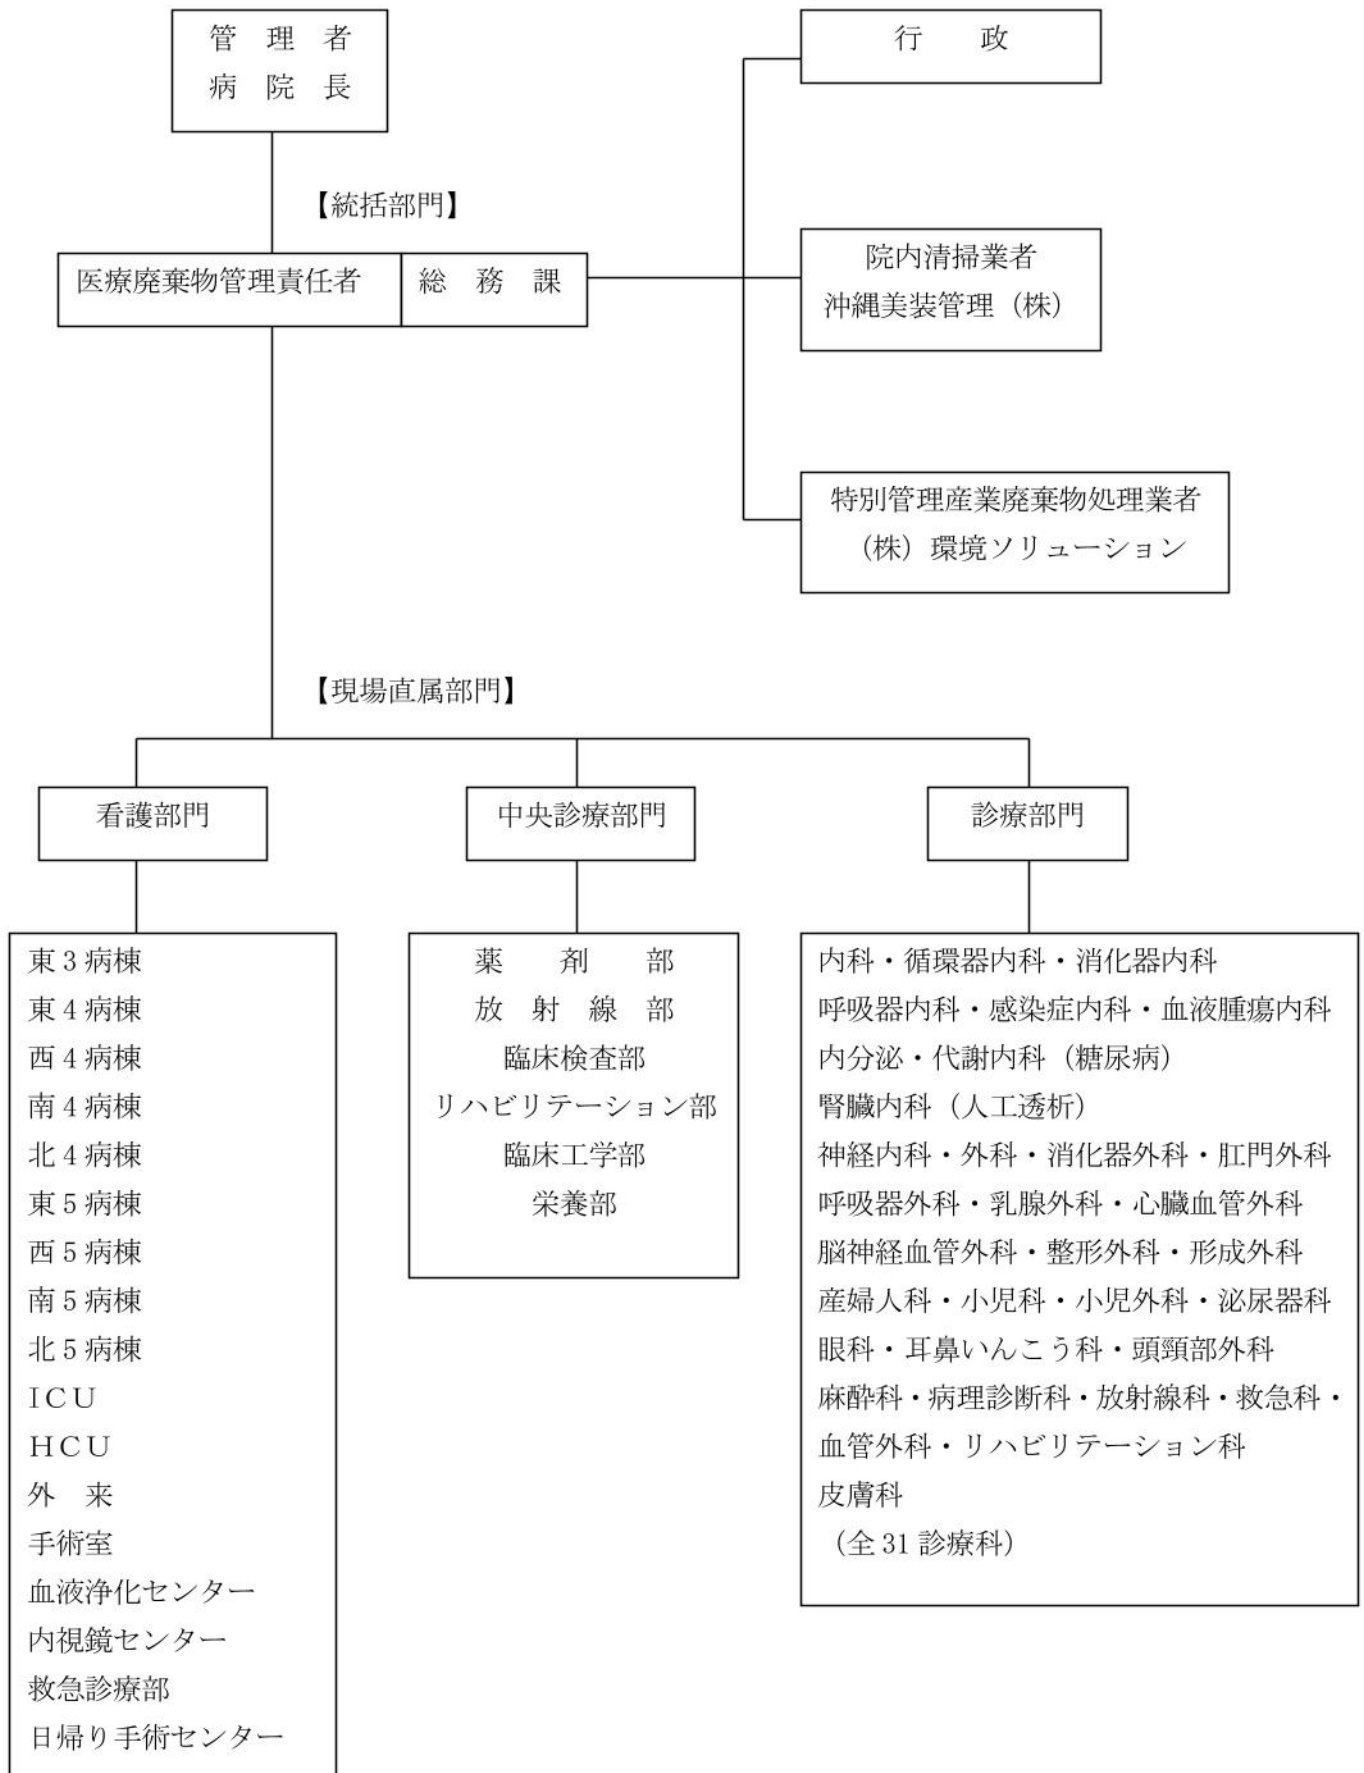 管　理　者
病　院　長
行　　政
【統括部門】
医療廃棄物管理責任者
総　務　課
院内清掃業者
沖縄美装管理（株）
特別管理産業廃棄物処理業者
（株）環境ソリューション
【現場直属部門】
看護部門
中央診療部門
診療部門
東3病棟
東4病棟
西4病棟
南4病棟
北4病棟
東5病棟
西5病棟
南5病棟
北5病棟
ICU
HCU
外　来
手術室
血液浄化センター
内視鏡センター
救急診療部
日帰り手術センター
薬　　剤　　部
放　射　線　部
臨床検査部
リハビリテーション部
臨床工学部
栄養部
内科・循環器内科・消化器内科
呼吸器内科・感染症内科・血液腫瘍内科
内分泌・代謝内科（糖尿病）
腎臓内科（人工透析）
神経内科・外科・消化器外科・肛門外科
呼吸器外科・乳腺外科・心臓血管外科
脳神経血管外科・整形外科・形成外科
産婦人科・小児科・小児外科・泌尿器科
眼科・耳鼻いんこう科・頭頸部外科
麻酔科・病理診断科・放射線科・救急科・
血管外科・リハビリテーション科
皮膚科
（全31診療科）